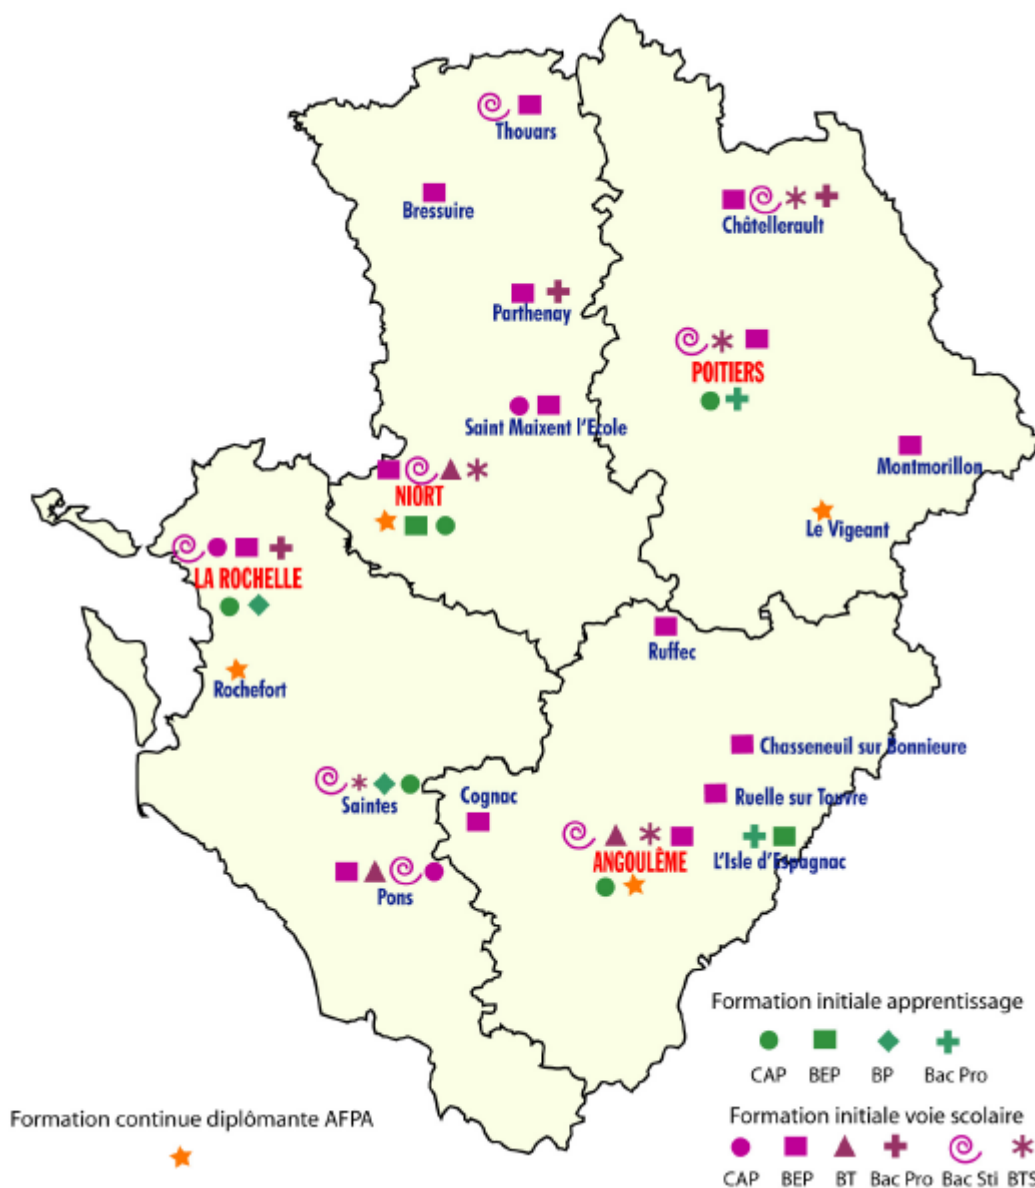 Thouars
Bressuire
Châtellerault
Parthenay
POITIERS
Saint Maixent l'Ecole
Montmorillon
NIORT
Le Vigeant
LA ROCHELLE
Ruffec
Rochefort
Chasseneuil sur Bonnieure
Saintes
Cognac
Ruelle sur Touvre
ANGOULÊME
L'Isle d'Espagnac
Pons
Formation initiale apprentissage
CAP BEP BP Bac Pro
Formation continue diplômante AFPA
Formation initiale voie scolaire
CAP BEP BT Bac Pro Bac Sti BTS